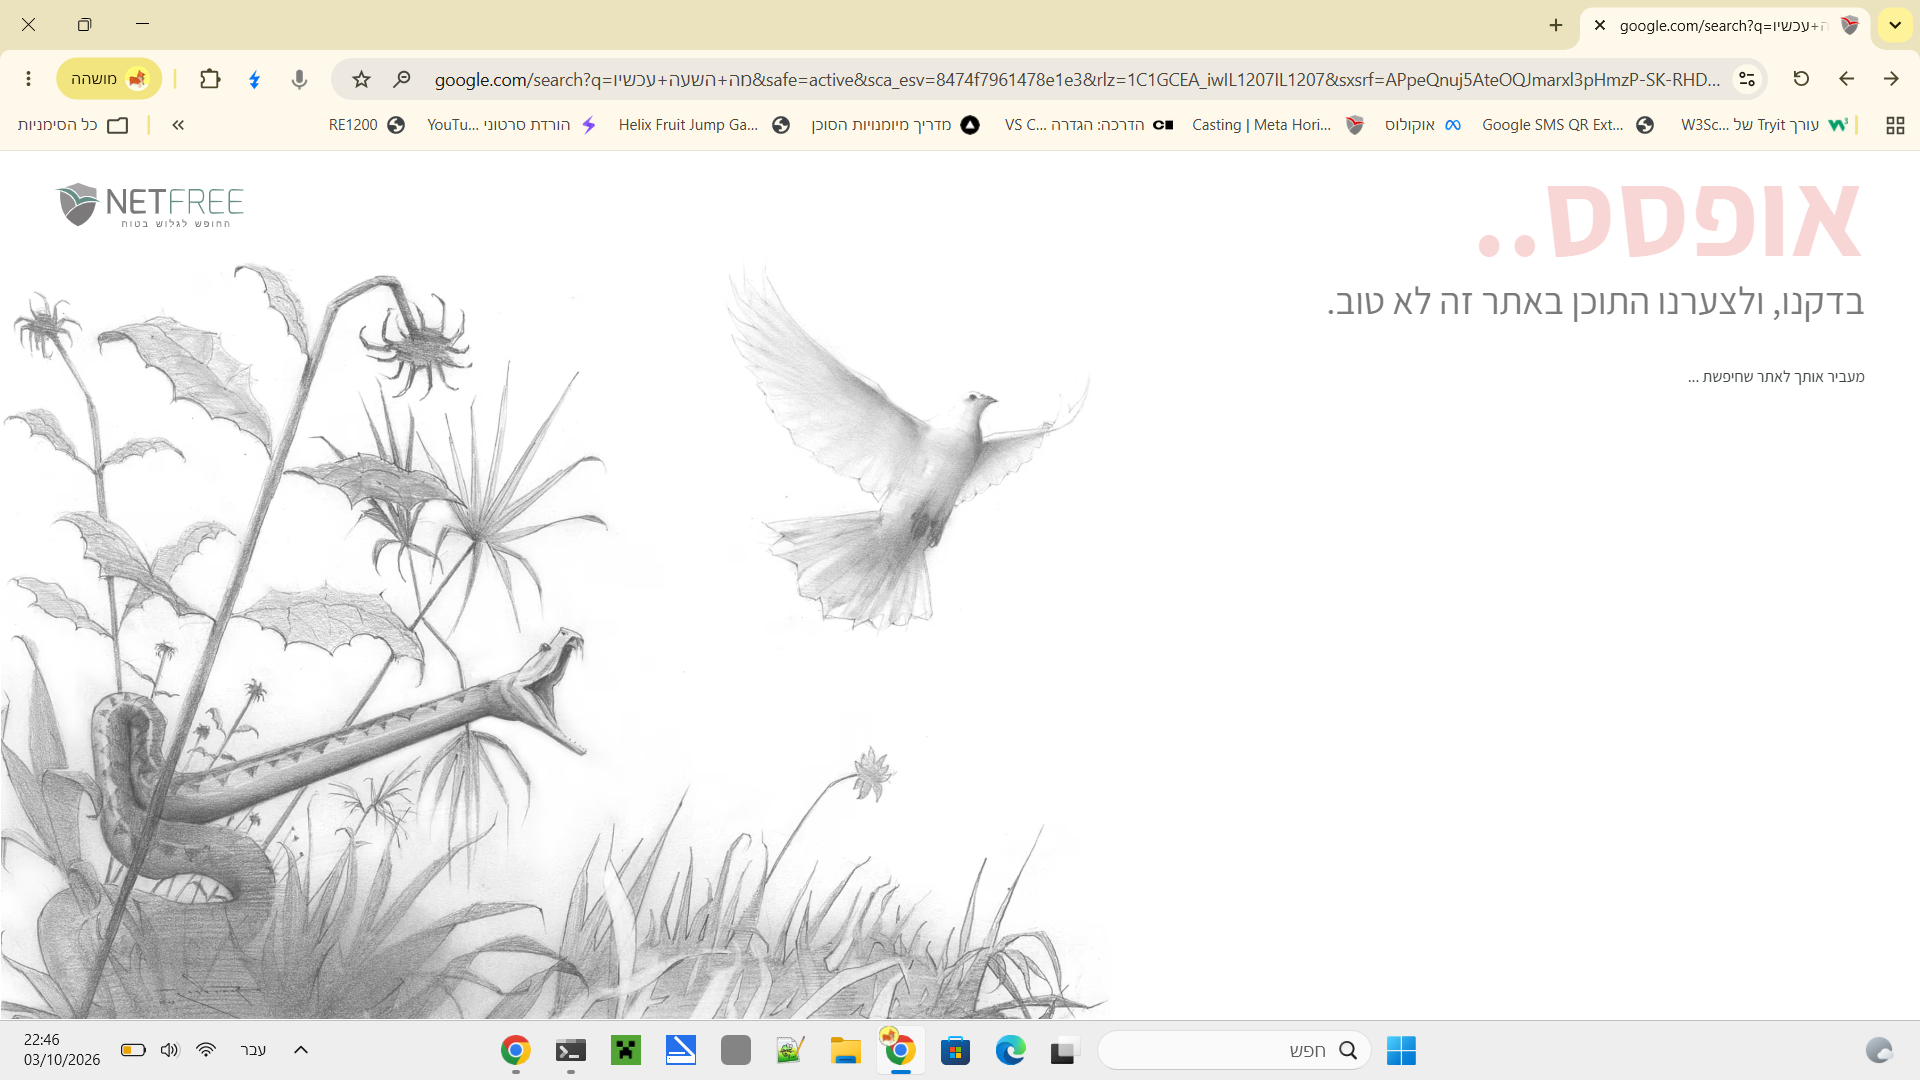 google.com/search?q=מה+השעה+עכשיו
מושהה
google.com/search?q=מה+השעה+עכשיו&safe=active&sca_esv=8474f7961478e1e3&rlz=1C1GCEA_iwIL1207IL1207&sxsrf=APpeQnuj5AteOQJmarxl3pHmzP-SK-RHD...
עורך Tryit של W3Sc...
Google SMS QR Ext...
אוקולוס
Casting | Meta Hori...
הדרכה: הגדרה VS C...
מדריך מיומנויות הסוכן
Helix Fruit Jump Ga...
הורדת סרטוני YouTu...
RE1200
כל הסימניות
אופסס..
NETFREE
החופש לגלוש בטוח
בדקנו, ולצערנו התוכן באתר זה לא טוב.
מעביר אותך לאתר שחיפשת ...
חפש
עבר
22:46
03/10/2026